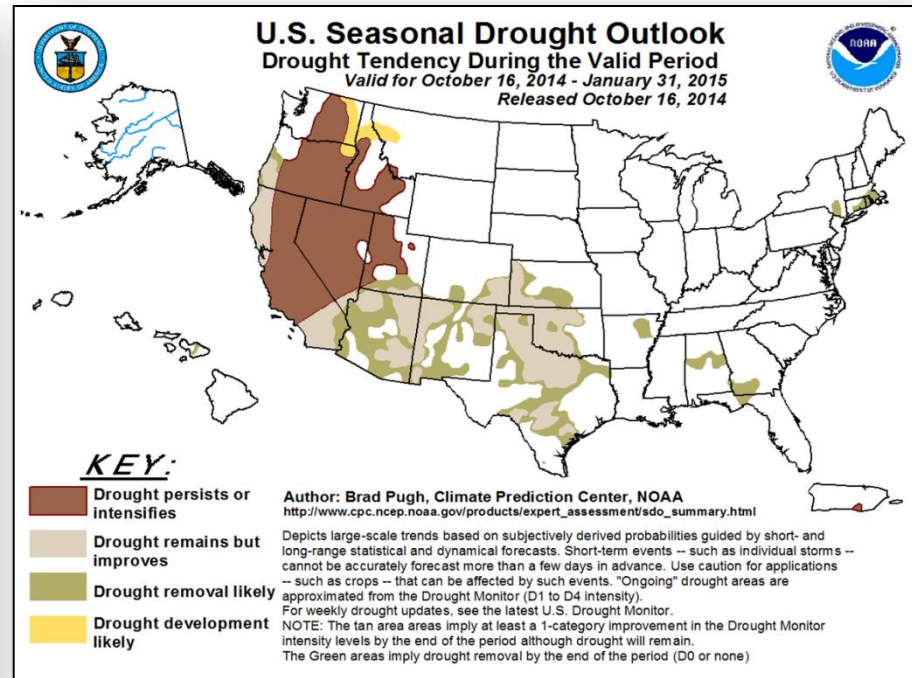 U.S. Seasonal Drought Outlook
Drought Tendency During the Valid Period
Valid for October 16, 2014 - January 31, 2015
Released October 16, 2014
NOAA
KEY:
Drought persists or
intensifies
Drought remains but
improves
Drought removal likely
Drought development
likely
Author: Brad Pugh, Climate Prediction Center, NOAA
http://www.cpc.ncep.noaa.gov/products/expert_assessment/sdo_summary.html
Depicts large-scale trends based on subjectively derived probabilities guided by short- and
long-range statistical and dynamical forecasts. Short-term events -- such as individual storms --
cannot be accurately forecast more than a few days in advance. Use caution for applications
-- such as crops -- that can be affected by such events. "Ongoing" drought areas are
approximated from the Drought Monitor (D1 to D4 intensity).
For weekly drought updates, see the latest U.S. Drought Monitor.
NOTE: The tan area areas imply at least a 1-category improvement in the Drought Monitor
intensity levels by the end of the period although drought will remain.
The Green areas imply drought removal by the end of the period (D0 or none)